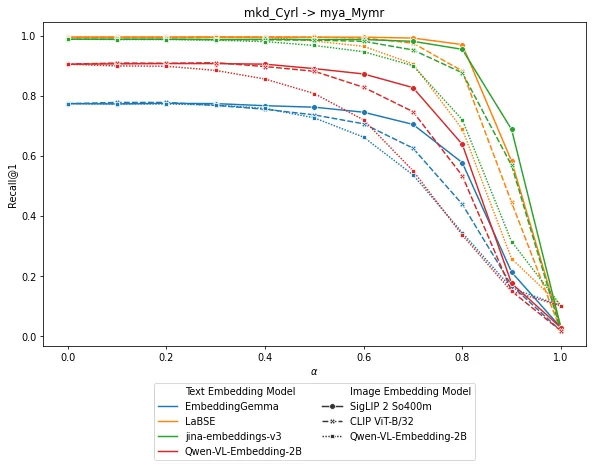 mkd_Cyrl -> mya_Mymr
1.0
0.8
0.6
0.4
0.2
0.0
Recall@1
0.0 0.2 0.4 0.6 0.8 1.0
α
Text Embedding Model
EmbeddingGemma
LaBSE
jina-embeddings-v3
Qwen-VL-Embedding-2B
Image Embedding Model
SigLIP 2 So400m
CLIP ViT-B/32
Qwen-VL-Embedding-2B